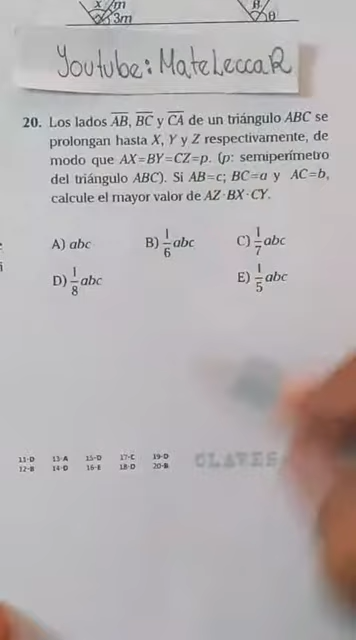 x m
α 3m
β θ
Youtube: MateLeccaR
20. Los lados AB, BC y CA de un triángulo ABC se
prolongan hasta X, Y y Z respectivamente, de
modo que AX=BY=CZ=p. (p: semiperímetro
del triángulo ABC). Si AB=c; BC=a y AC=b,
calcule el mayor valor de AZ·BX·CY.
A) abc B) 1/6 abc C) 1/7 abc
D) 1/8 abc E) 1/5 abc
11-D 13-A 15-D 17-C 19-D
12-B 14-D 16-E 18-D 20-B
CLAVES